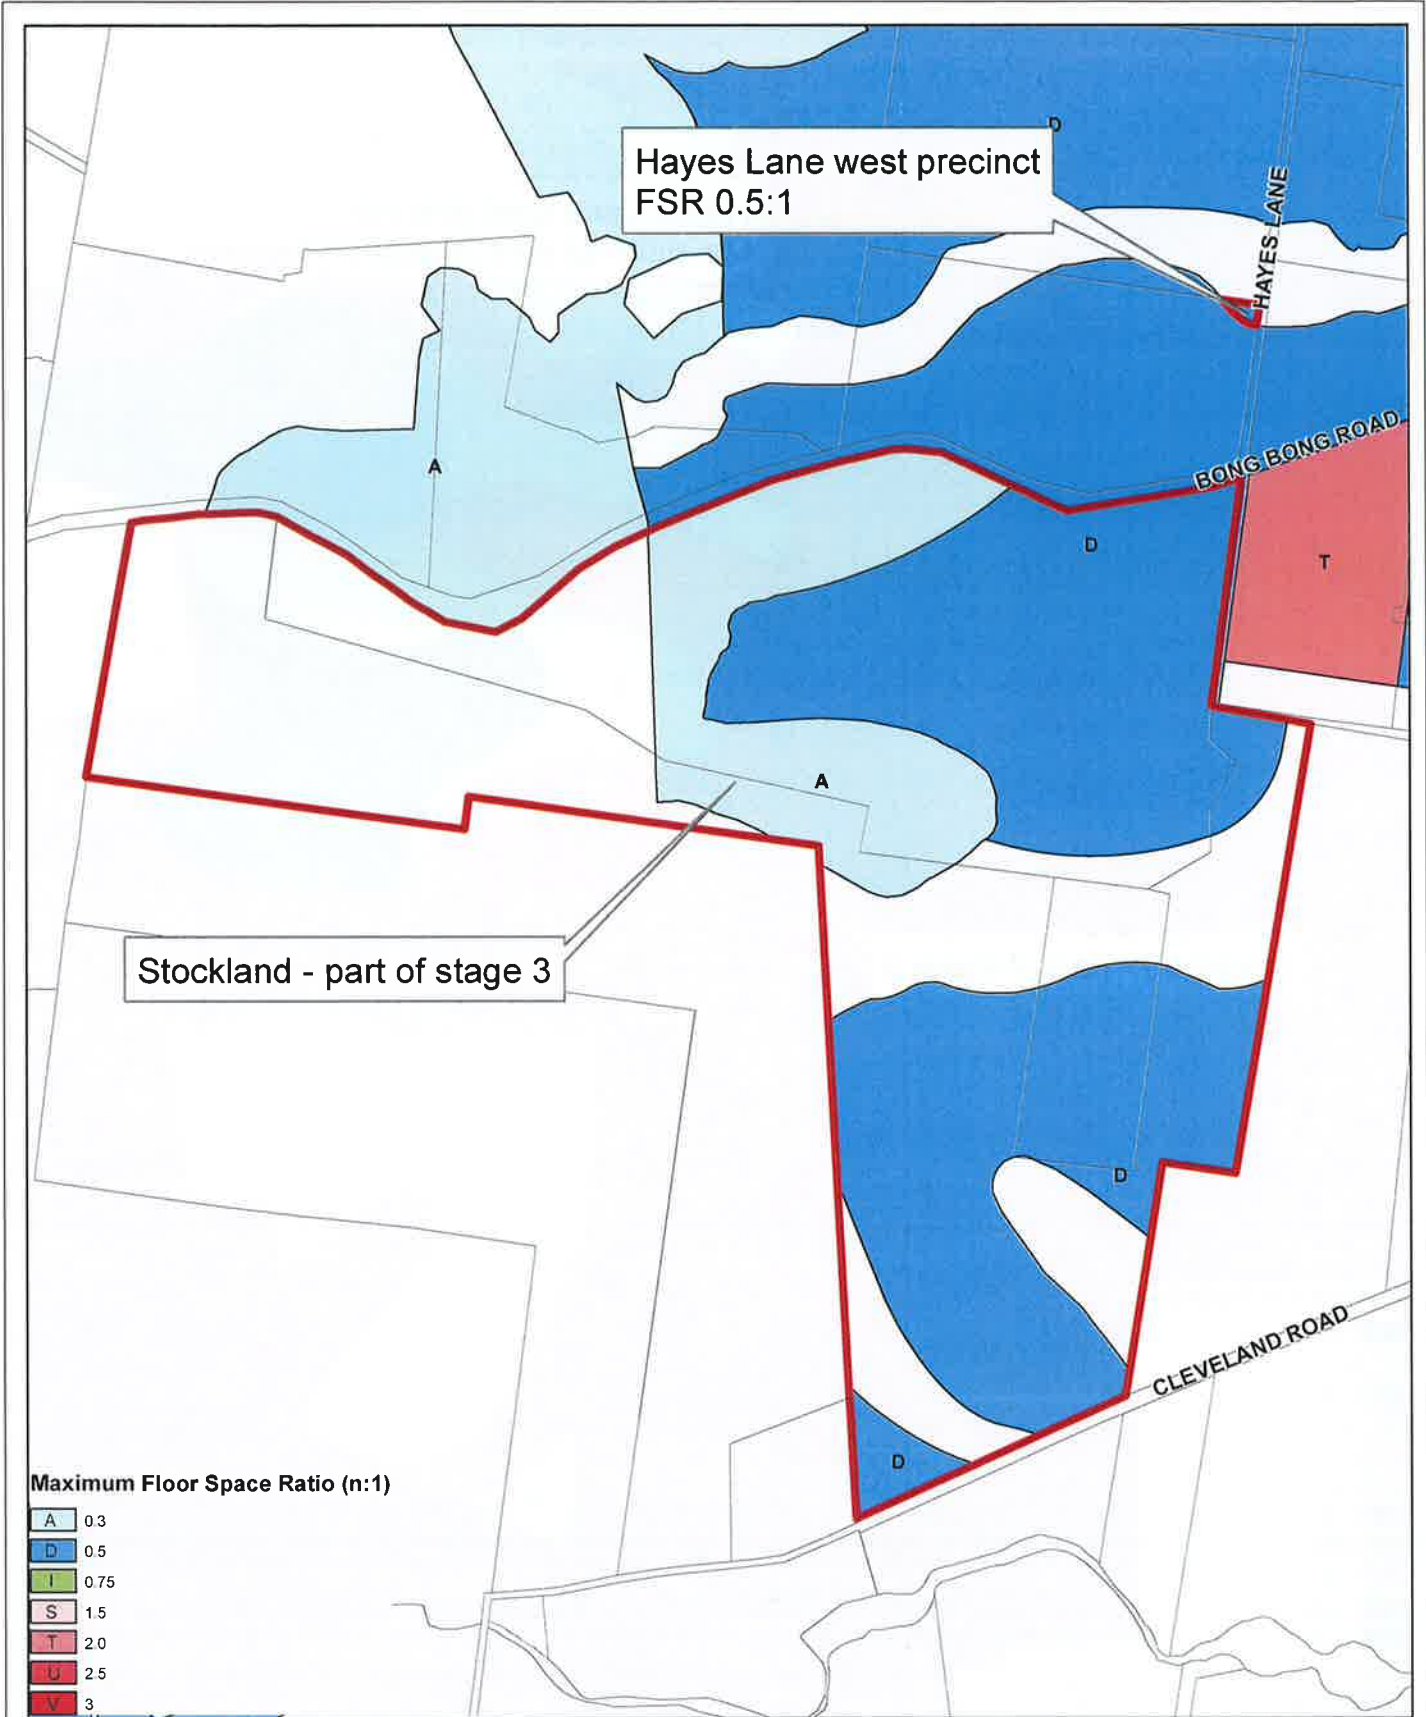 D
Hayes Lane west precinct
FSR 0.5:1
HAYES LANE
BONG BONG ROAD
A
D
T
A
Stockland - part of stage 3
D
CLEVELAND ROAD
D
Maximum Floor Space Ratio (n:1)
A 0.3
D 0.5
I 0.75
S 1.5
T 2.0
U 2.5
V 3